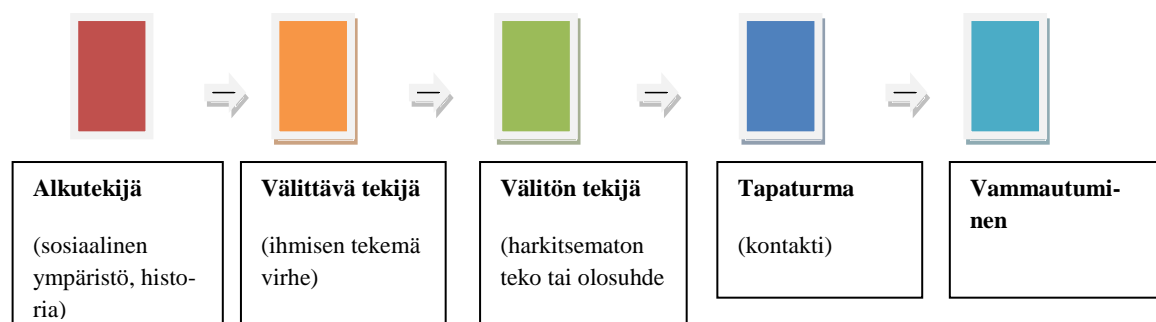 Alkutekijä
(sosiaalinen
ympäristö, histo-
ria)
Välittävä tekijä
(ihmisen tekemä
virhe)
Välitön tekijä
(harkitsematon
teko tai olosuhde
Tapaturma
(kontakti)
Vammautumi-
nen